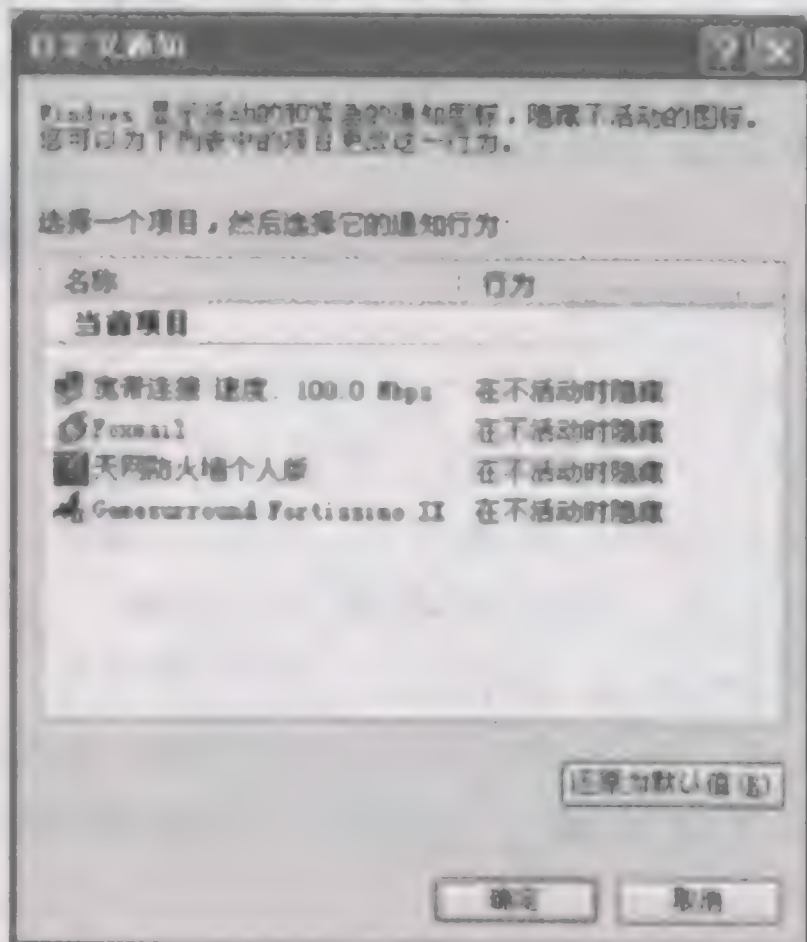 自定义通知
Windows 显示活动的和紧急的通知图标，隐藏不活动的图标。
您可以为下列表中的项目更改这一行为。
选择一个项目，然后选择它的通知行为:
名称 行为
当前项目
宽带连接 速度: 100.0 Mbps 在不活动时隐藏
Foxmail 在不活动时隐藏
天网防火墙个人版 在不活动时隐藏
Gamesurround Fortissimo II 在不活动时隐藏
还原为默认值(R)
确定 取消